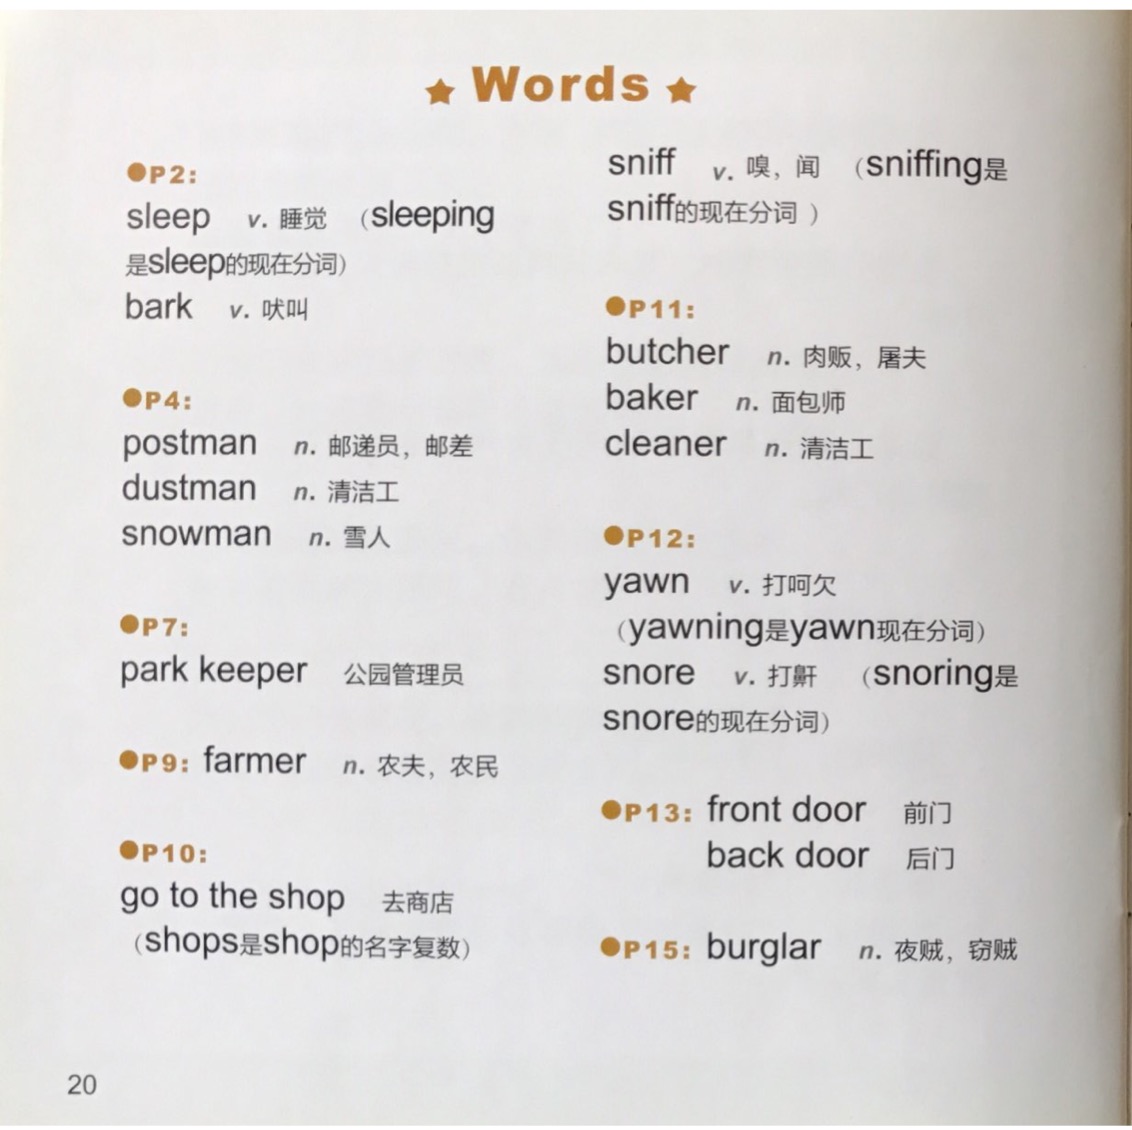 ★ Words ★
●P2:
sleep v. 睡觉 （sleeping
是sleep的现在分词）
bark v. 吠叫
●P4:
postman n. 邮递员，邮差
dustman n. 清洁工
snowman n. 雪人
●P7:
park keeper 公园管理员
●P9: farmer n. 农夫，农民
●P10:
go to the shop 去商店
（shops是shop的名字复数）
sniff v. 嗅，闻 （sniffing是
sniff的现在分词 ）
●P11:
butcher n. 肉贩，屠夫
baker n. 面包师
cleaner n. 清洁工
●P12:
yawn v. 打呵欠
（yawning是yawn现在分词）
snore v. 打鼾 （snoring是
snore的现在分词）
●P13: front door 前门
back door 后门
●P15: burglar n. 夜贼，窃贼
20